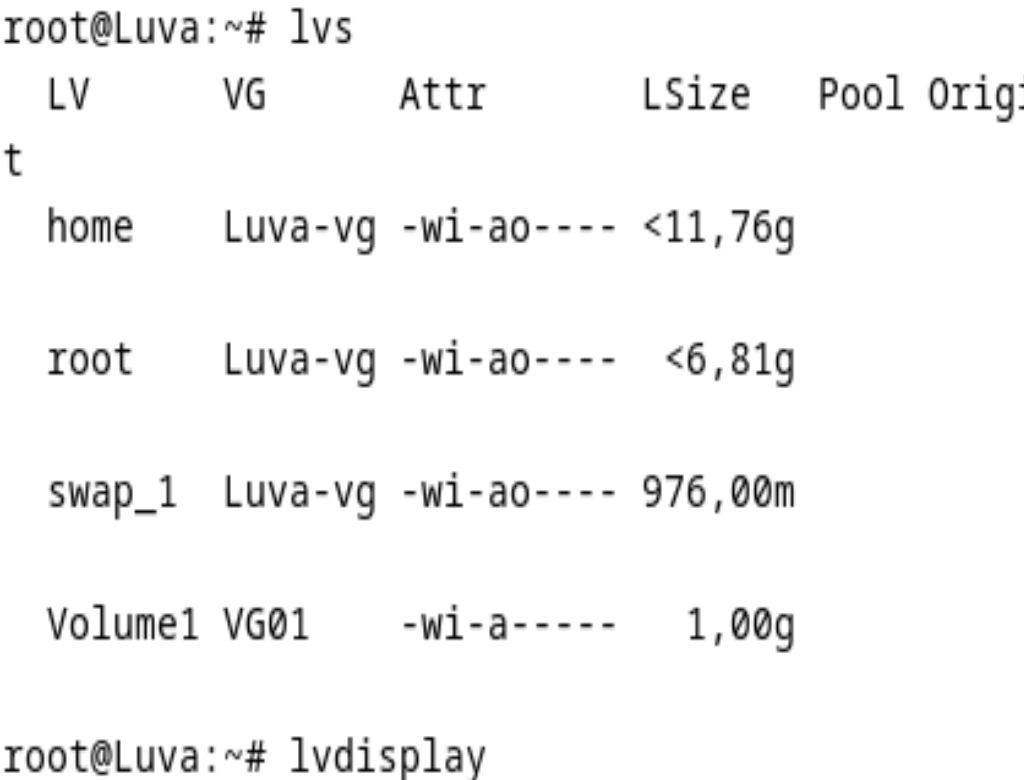 root@Luva:~# lvs
  LV      VG      Attr       LSize   Pool Origi
t
  home    Luva-vg -wi-ao---- <11,76g
  root    Luva-vg -wi-ao----  <6,81g
  swap_1  Luva-vg -wi-ao---- 976,00m
  Volume1 VG01    -wi-a-----   1,00g
root@Luva:~# lvdisplay